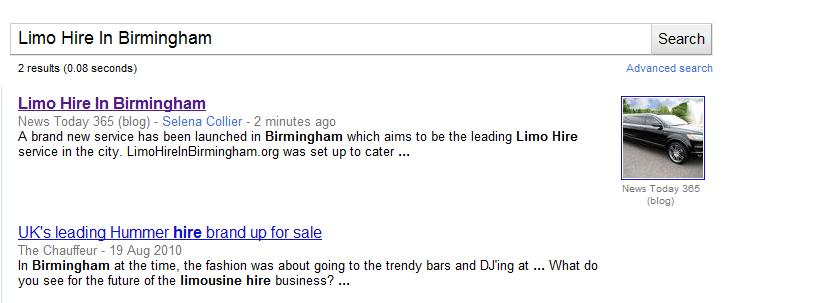 Limo Hire In Birmingham
Search
2 results (0.08 seconds)
Advanced search
Limo Hire In Birmingham
News Today 365 (blog) - Selena Collier - 2 minutes ago
A brand new service has been launched in Birmingham which aims to be the leading Limo Hire
service in the city. LimoHireInBirmingham.org was set up to cater ...
News Today 365
(blog)
UK's leading Hummer hire brand up for sale
The Chauffeur - 19 Aug 2010
In Birmingham at the time, the fashion was about going to the trendy bars and DJ'ing at ... What do
you see for the future of the limousine hire business? ...